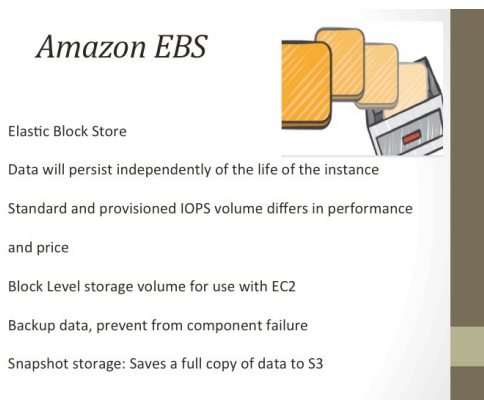 Amazon EBS
Elastic Block Store
Data will persist independently of the life of the instance
Standard and provisioned IOPS volume differs in performance
and price
Block Level storage volume for use with EC2
Backup data, prevent from component failure
Snapshot storage: Saves a full copy of data to S3